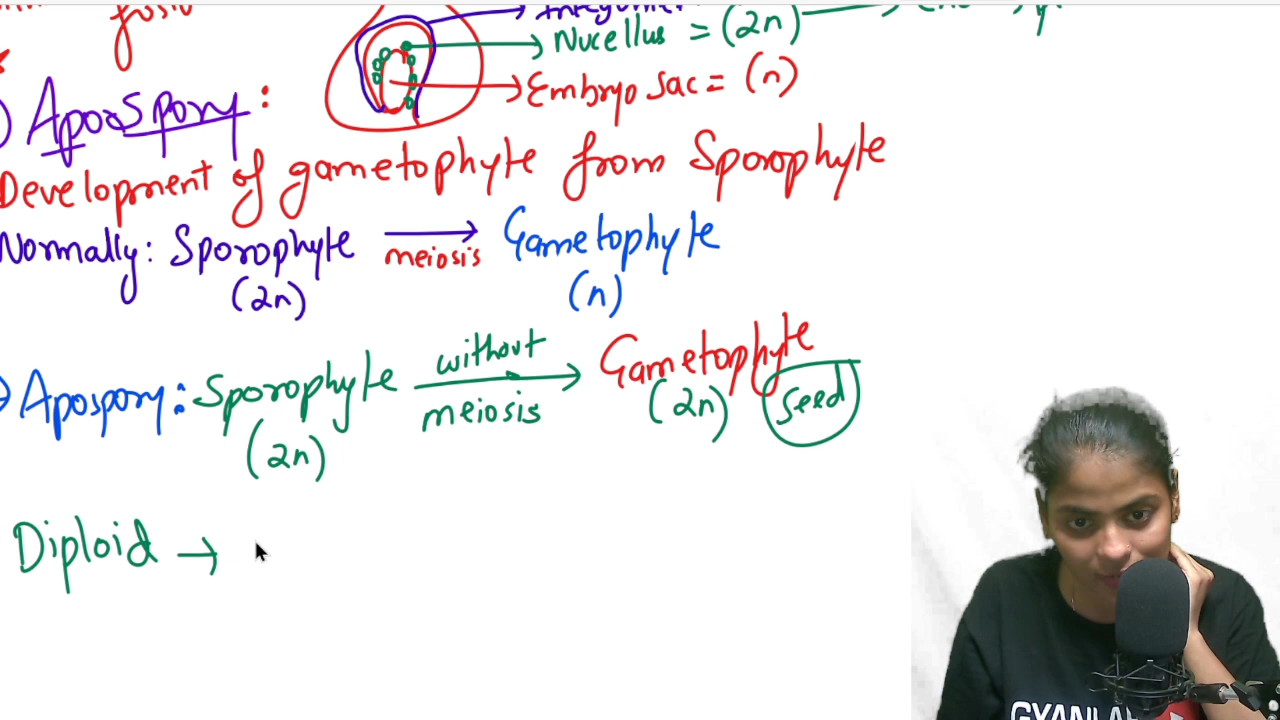 Nucellus = (2n)
Embryo sac = (n)
Apospory:
Development of gametophyte from Sporophyte
Normally: Sporophyte meiosis Gametophyte
(2n) (n)
Apospory: Sporophyte without meiosis Gametophyte
(2n) (2n) Seed
Diploid →